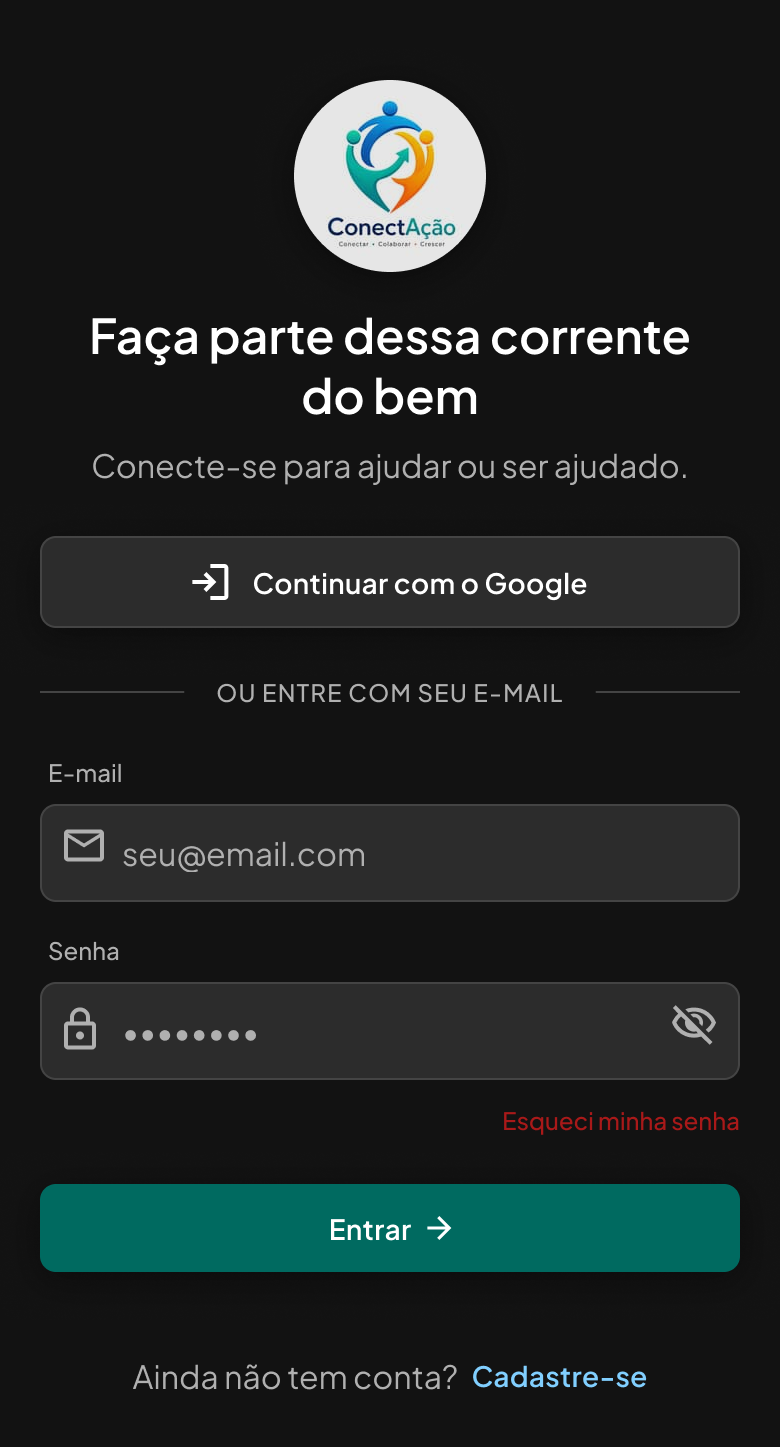 ConectAção
Conectar • Colaborar • Crescer
Faça parte dessa corrente
do bem
Conecte-se para ajudar ou ser ajudado.
Continuar com o Google
OU ENTRE COM SEU E-MAIL
E-mail
seu@email.com
Senha
••••••••
Esqueci minha senha
Entrar →
Ainda não tem conta? Cadastre-se